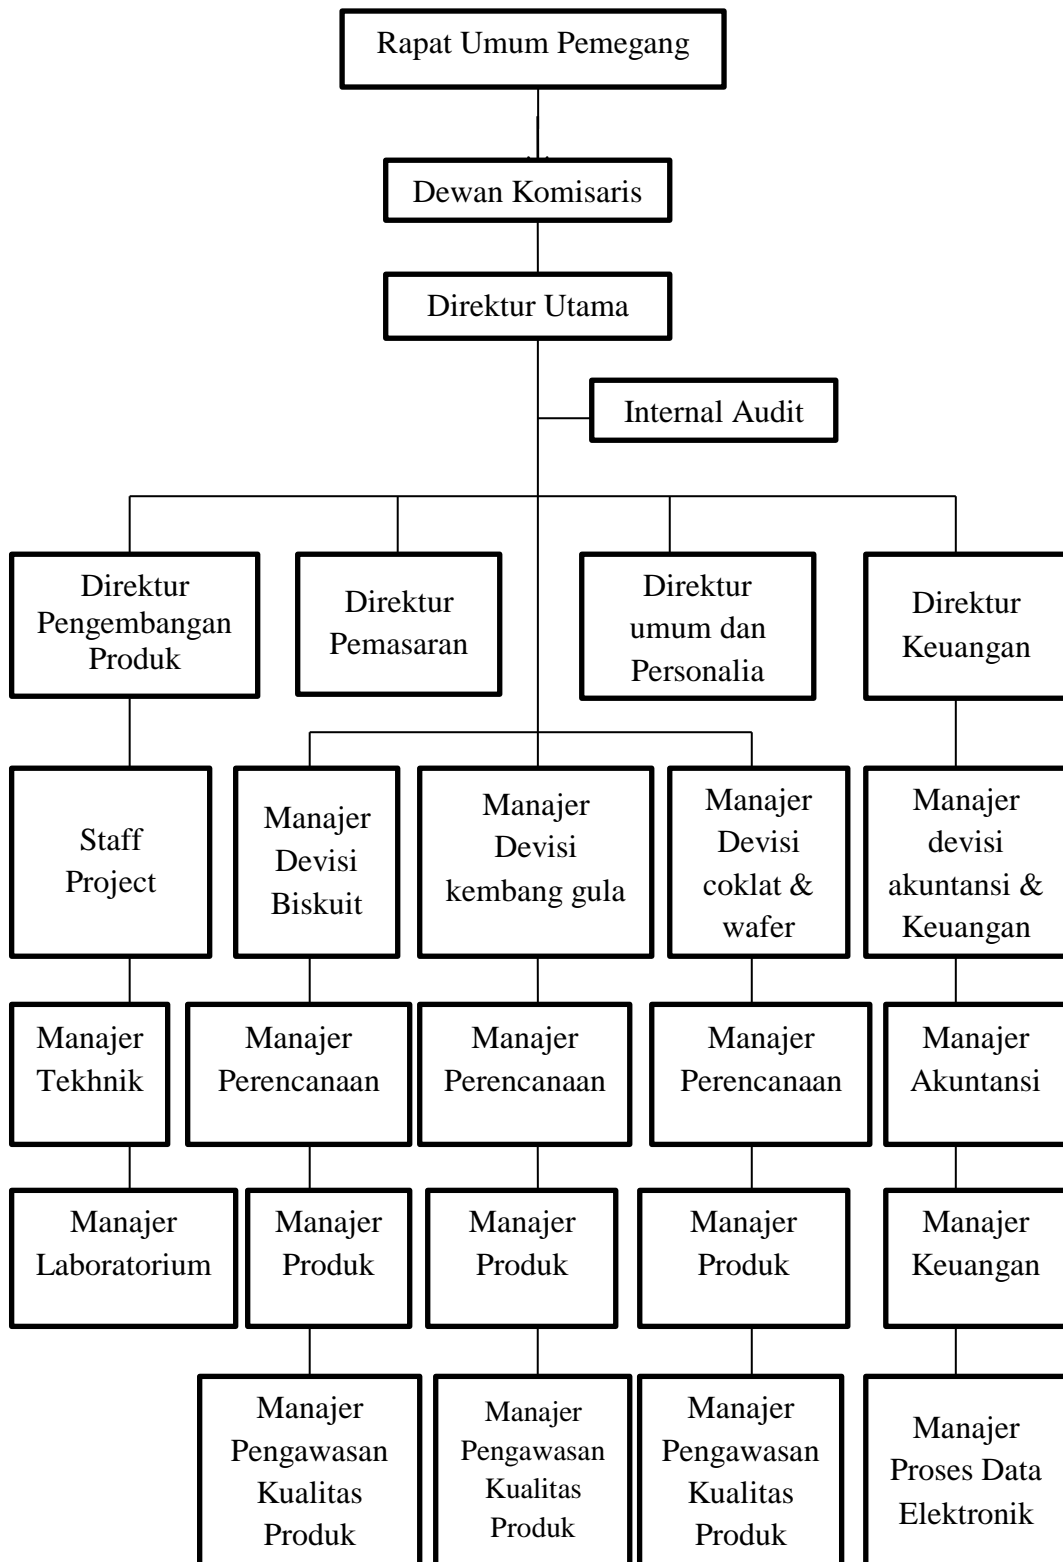 Rapat Umum Pemegang
Dewan Komisaris
Direktur Utama
Internal Audit
Direktur
Pengembangan
Produk
Direktur
Pemasaran
Direktur
umum dan
Personalia
Direktur
Keuangan
Staff
Project
Manajer
Devisi
Biskuit
Manajer
Devisi
kembang gula
Manajer
Devisi
coklat &
wafer
Manajer
devisi
akuntansi &
Keuangan
Manajer
Tekhnik
Manajer
Perencanaan
Manajer
Perencanaan
Manajer
Perencanaan
Manajer
Akuntansi
Manajer
Laboratorium
Manajer
Produk
Manajer
Produk
Manajer
Produk
Manajer
Keuangan
Manajer
Pengawasan
Kualitas
Produk
Manajer
Pengawasan
Kualitas
Produk
Manajer
Pengawasan
Kualitas
Produk
Manajer
Proses Data
Elektronik